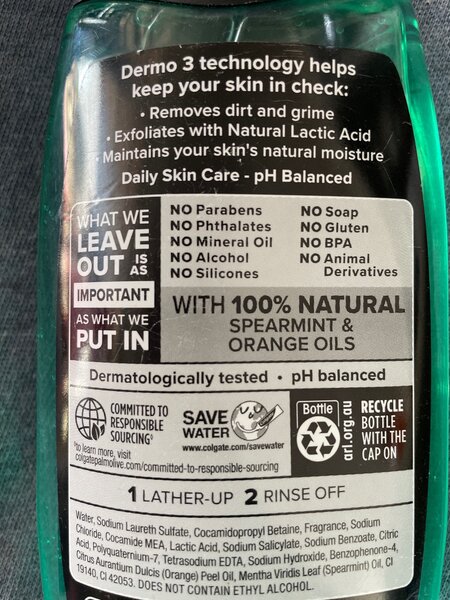 Dermo 3 technology helps
keep your skin in check:
• Removes dirt and grime
• Exfoliates with Natural Lactic Acid
• Maintains your skin's natural moisture
Daily Skin Care - pH Balanced
WHAT WE
LEAVE
OUT IS AS
IMPORTANT
AS WHAT WE
PUT IN
NO Parabens
NO Phthalates
NO Mineral Oil
NO Alcohol
NO Silicones
NO Soap
NO Gluten
NO BPA
NO Animal
Derivatives
WITH 100% NATURAL
SPEARMINT &
ORANGE OILS
Dermatologically tested • pH balanced
COMMITTED TO
RESPONSIBLE
SOURCING°
°to learn more, visit
colgatepalmolive.com/committed-to-responsible-sourcing
SAVE
WATER
www.colgate.com/savewater
Bottle
arl.org.au
RECYCLE
BOTTLE
WITH THE
CAP ON
1 LATHER-UP 2 RINSE OFF
Water, Sodium Laureth Sulfate, Cocamidopropyl Betaine, Fragrance, Sodium
Chloride, Cocamide MEA, Lactic Acid, Sodium Salicylate, Sodium Benzoate, Citric
Acid, Polyquaternium-7, Tetrasodium EDTA, Sodium Hydroxide, Benzophenone-4,
Citrus Aurantium Dulcis (Orange) Peel Oil, Mentha Viridis Leaf (Spearmint) Oil, CI
19140, CI 42053. DOES NOT CONTAIN ETHYL ALCOHOL.